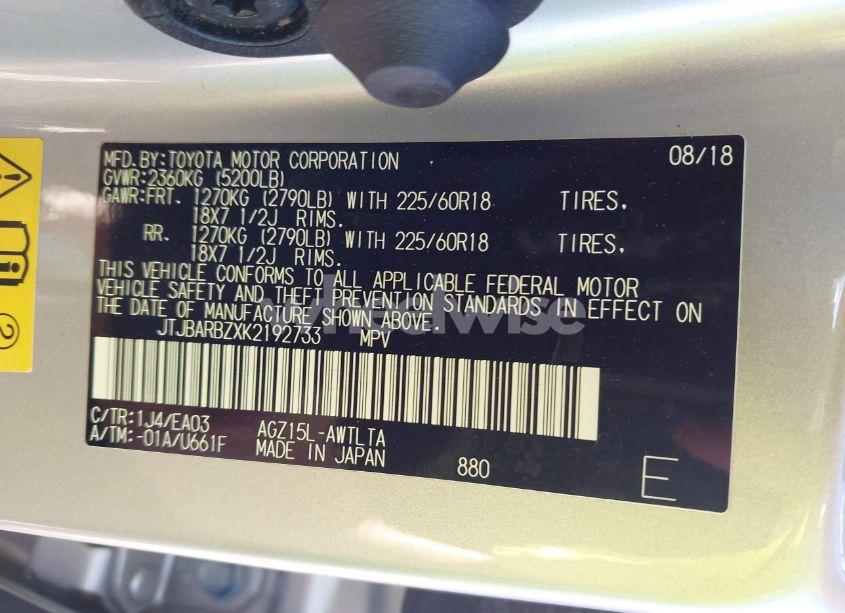 MFD.BY:TOYOTA MOTOR CORPORATION 08/18
GVWR:2360KG (5200LB)
GAWR:FRT. 1270KG (2790LB) WITH 225/60R18 TIRES,
18X7 1/2J RIMS.
RR. 1270KG (2790LB) WITH 225/60R18 TIRES,
18X7 1/2J RIMS.
THIS VEHICLE CONFORMS TO ALL APPLICABLE FEDERAL MOTOR
VEHICLE SAFETY AND THEFT PREVENTION STANDARDS IN EFFECT ON
THE DATE OF MANUFACTURE SHOWN ABOVE.
JTJBARBZXK2192733 MPV
C/TR:1J4/EA03 AGZ15L-AWTLTA
A/TM:-01A/U661F MADE IN JAPAN 880 E
2